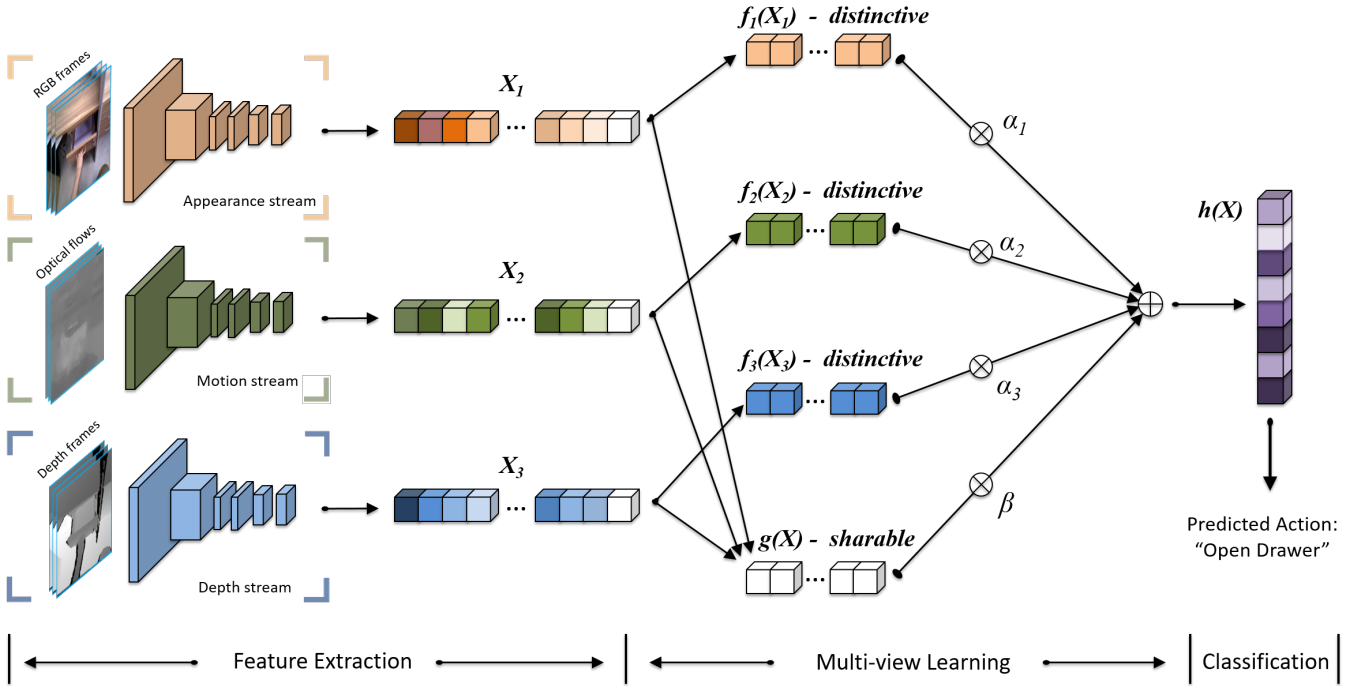 RGB frames
Appearance stream
Optical flows
Motion stream
Depth frames
Depth stream
X₁
...
X₂
...
X₃
...
f₁(X₁) - distinctive
...
f₂(X₂) - distinctive
...
f₃(X₃) - distinctive
...
g(X) - sharable
...
α₁
α₂
α₃
β
h(X)
Predicted Action:
“Open Drawer”
Feature Extraction
Multi-view Learning
Classification